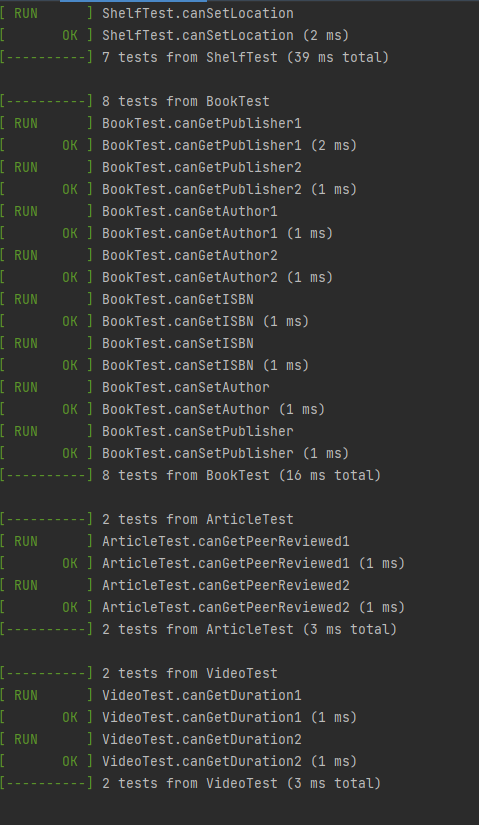 [ RUN      ] ShelfTest.canSetLocation
[       OK ] ShelfTest.canSetLocation (2 ms)
[----------] 7 tests from ShelfTest (39 ms total)

[----------] 8 tests from BookTest
[ RUN      ] BookTest.canGetPublisher1
[       OK ] BookTest.canGetPublisher1 (2 ms)
[ RUN      ] BookTest.canGetPublisher2
[       OK ] BookTest.canGetPublisher2 (1 ms)
[ RUN      ] BookTest.canGetAuthor1
[       OK ] BookTest.canGetAuthor1 (1 ms)
[ RUN      ] BookTest.canGetAuthor2
[       OK ] BookTest.canGetAuthor2 (1 ms)
[ RUN      ] BookTest.canGetISBN
[       OK ] BookTest.canGetISBN (1 ms)
[ RUN      ] BookTest.canSetISBN
[       OK ] BookTest.canSetISBN (1 ms)
[ RUN      ] BookTest.canSetAuthor
[       OK ] BookTest.canSetAuthor (1 ms)
[ RUN      ] BookTest.canSetPublisher
[       OK ] BookTest.canSetPublisher (1 ms)
[----------] 8 tests from BookTest (16 ms total)

[----------] 2 tests from ArticleTest
[ RUN      ] ArticleTest.canGetPeerReviewed1
[       OK ] ArticleTest.canGetPeerReviewed1 (1 ms)
[ RUN      ] ArticleTest.canGetPeerReviewed2
[       OK ] ArticleTest.canGetPeerReviewed2 (1 ms)
[----------] 2 tests from ArticleTest (3 ms total)

[----------] 2 tests from VideoTest
[ RUN      ] VideoTest.canGetDuration1
[       OK ] VideoTest.canGetDuration1 (1 ms)
[ RUN      ] VideoTest.canGetDuration2
[       OK ] VideoTest.canGetDuration2 (1 ms)
[----------] 2 tests from VideoTest (3 ms total)